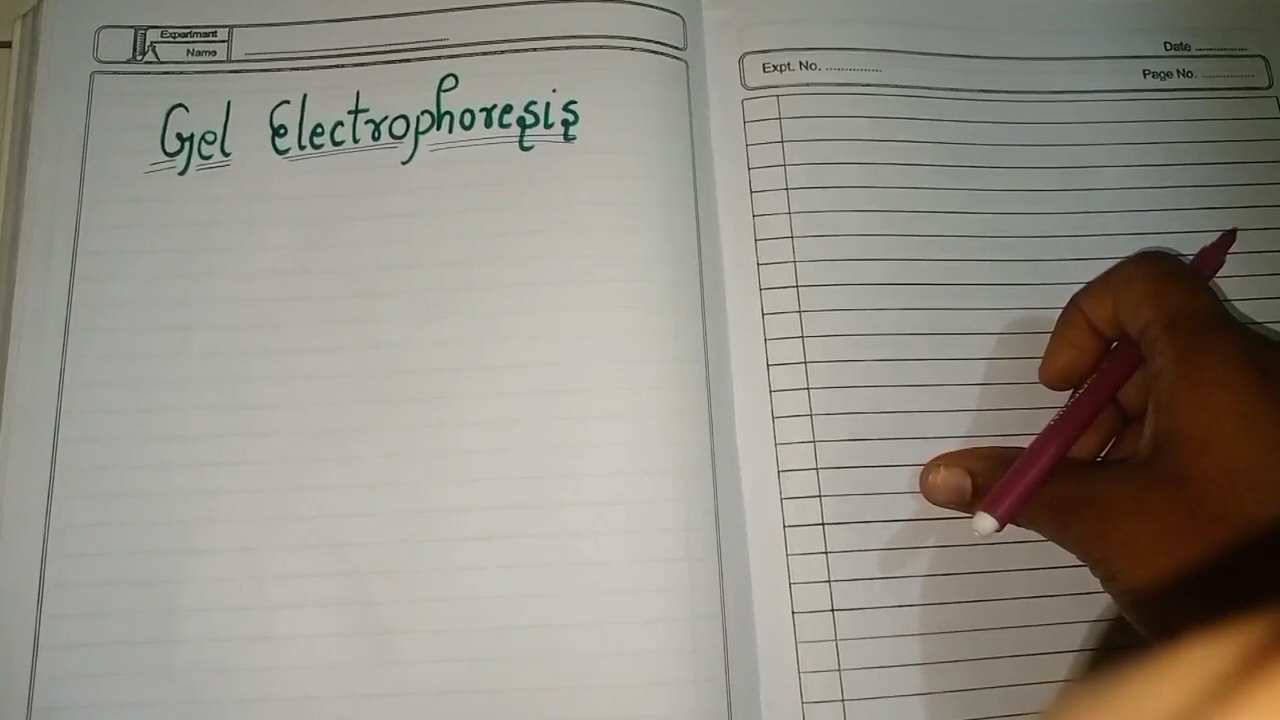 Experiment
Name
Gel Electrophoresis
Date ..............
Expt. No. ..............
Page No. ..............